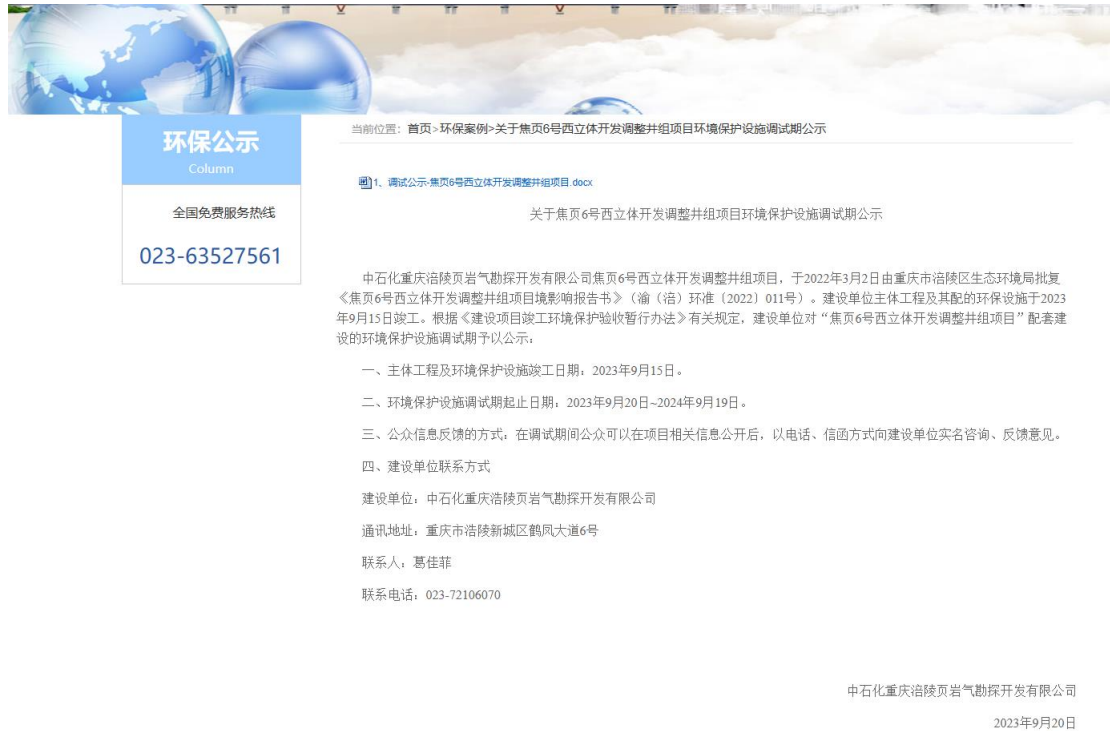 环保公示
Column
全国免费服务热线
023-63527561
当前位置：首页>环保案例>关于焦页6号西立体开发调整井组项目环境保护设施调试期公示
1、调试公示-焦页6号西立体开发调整井组项目.docx
关于焦页6号西立体开发调整井组项目环境保护设施调试期公示
中石化重庆涪陵页岩气勘探开发有限公司焦页6号西立体开发调整井组项目，于2022年3月2日由重庆市涪陵区生态环境局批复
《焦页6号西立体开发调整井组项目境影响报告书》（渝（涪）环准〔2022〕011号）。建设单位主体工程及其配的环保设施于2023
年9月15日竣工。根据《建设项目竣工环境保护验收暂行办法》有关规定，建设单位对“焦页6号西立体开发调整井组项目”配套建
设的环境保护设施调试期予以公示：
一、主体工程及环境保护设施竣工日期：2023年9月15日。
二、环境保护设施调试期起止日期：2023年9月20日~2024年9月19日。
三、公众信息反馈的方式：在调试期间公众可以在项目相关信息公开后，以电话、信函方式向建设单位实名咨询、反馈意见。
四、建设单位联系方式
建设单位：中石化重庆涪陵页岩气勘探开发有限公司
通讯地址：重庆市涪陵新城区鹤凤大道6号
联系人：葛佳菲
联系电话：023-72106070
中石化重庆涪陵页岩气勘探开发有限公司
2023年9月20日